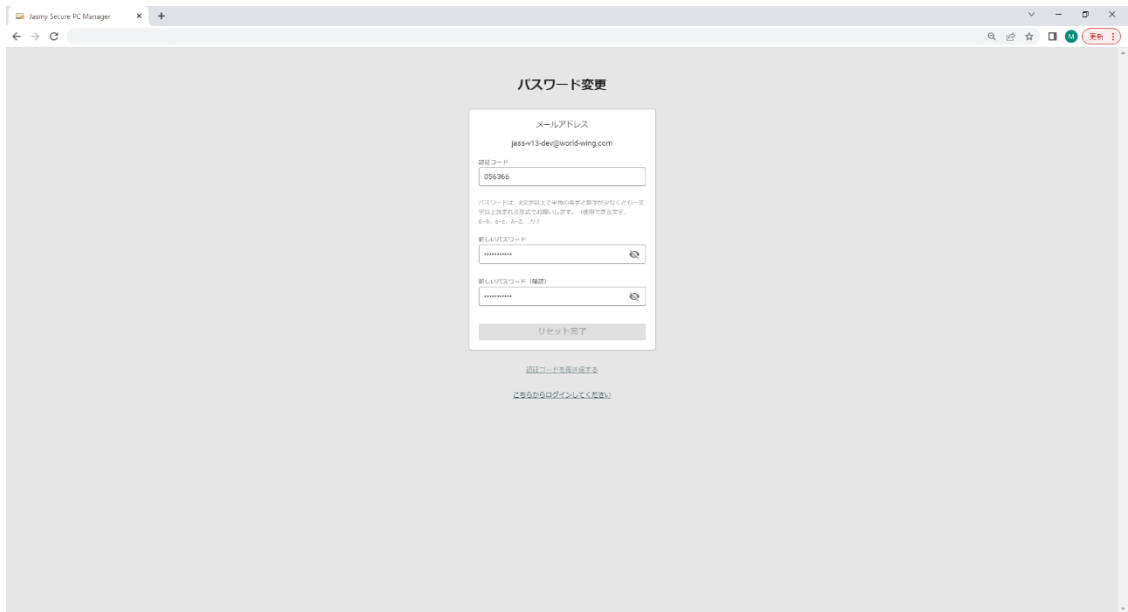 Jasmy Secure PC Manager
更新
パスワード変更
メールアドレス
jass-v13-dev@world-wing.com
認証コード
056366
パスワードは、8文字以上で半角の英字と数字が少なくとも一文
字以上含まれる形式でお願いします。（使用できる文字、
0~9、a~z、A~Z、
新しいパスワード
•••••••••••
新しいパスワード（確認）
•••••••••••
リセット完了
認証コードを再送信する
こちらからログインしてください
M